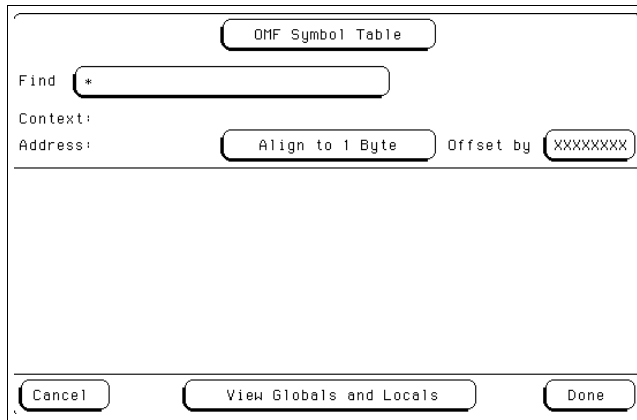 OMF Symbol Table
Find *
Context:
Address: Align to 1 Byte Offset by XXXXXXXX
Cancel View Globals and Locals Done